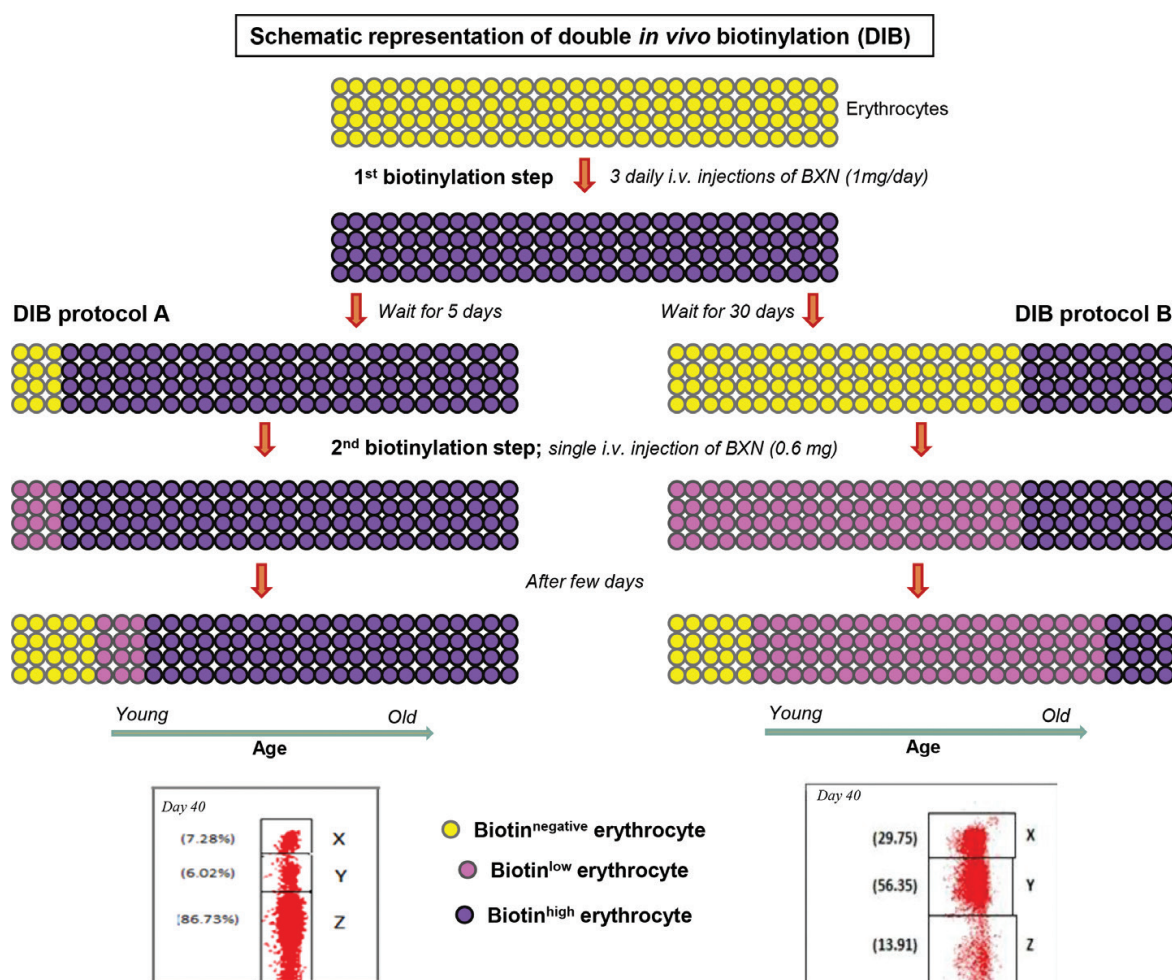 Schematic representation of double in vivo biotinylation (DIB)
Erythrocytes
1st biotinylation step
3 daily i.v. injections of BXN (1mg/day)
DIB protocol A
Wait for 5 days
Wait for 30 days
DIB protocol B
2nd biotinylation step; single i.v. injection of BXN (0.6 mg)
After few days
Young
Old
Age
Young
Old
Age
Day 40
(7.28%)
X
(6.02%)
Y
(86.73%)
Z
Biotinnegative erythrocyte
Biotinlow erythrocyte
Biotinhigh erythrocyte
Day 40
(29.75)
X
(56.35)
Y
(13.91)
Z